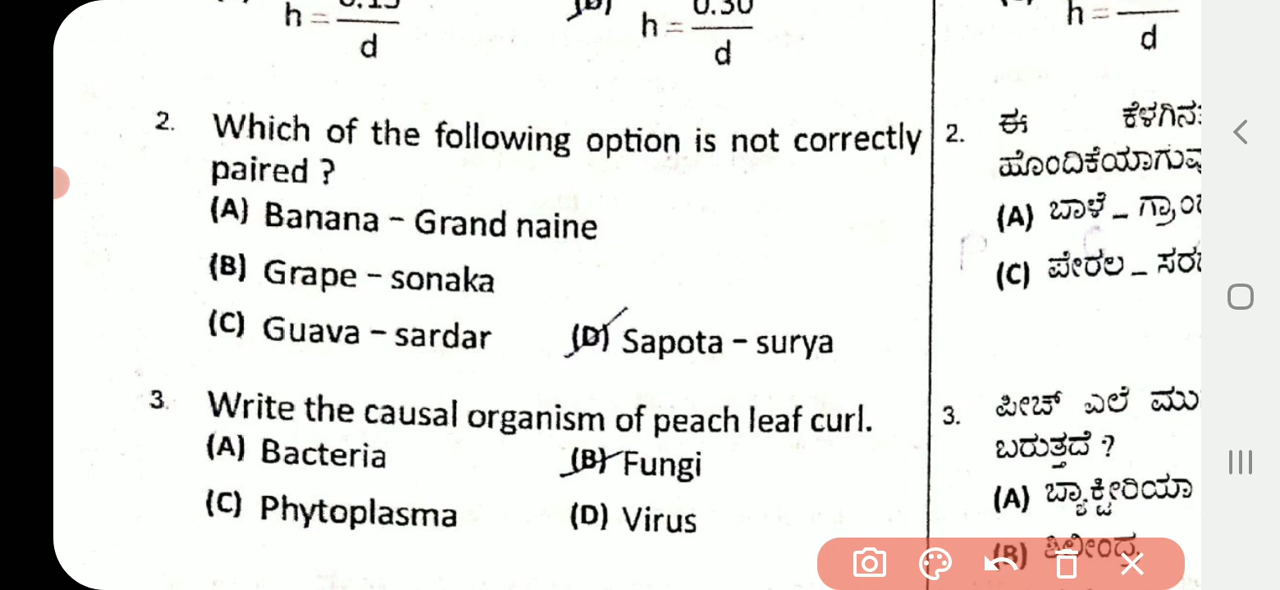 h = d
(D) h = 0.30 / d
h = d
2. Which of the following option is not correctly
paired ?
(A) Banana – Grand naine
(B) Grape – sonaka
(C) Guava – sardar (D) Sapota – surya
3. Write the causal organism of peach leaf curl.
(A) Bacteria (B) Fungi
(C) Phytoplasma (D) Virus
2. ಈ
(A) ಬಾಳೆ –
(C) ಪೇರಲ –
3. ಪೀಚ್ ಎಲೆ
ಬರುತ್ತದೆ ?
(A) ಬ್ಯಾಕ್ಟೀರಿಯಾ
(B)